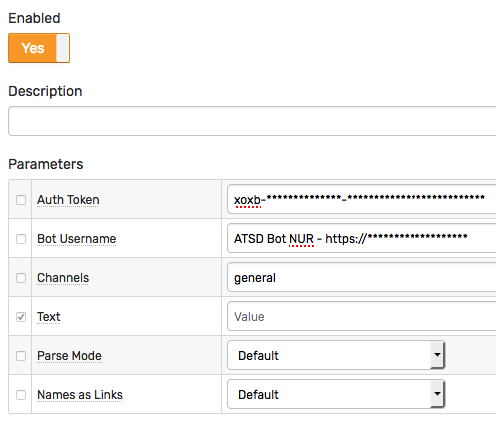 Enabled
Yes
Description
Parameters
Auth Token xoxb-**************-***************************
Bot Username ATSD Bot NUR - https://*******************
Channels general
Text Value
Parse Mode Default
Names as Links Default